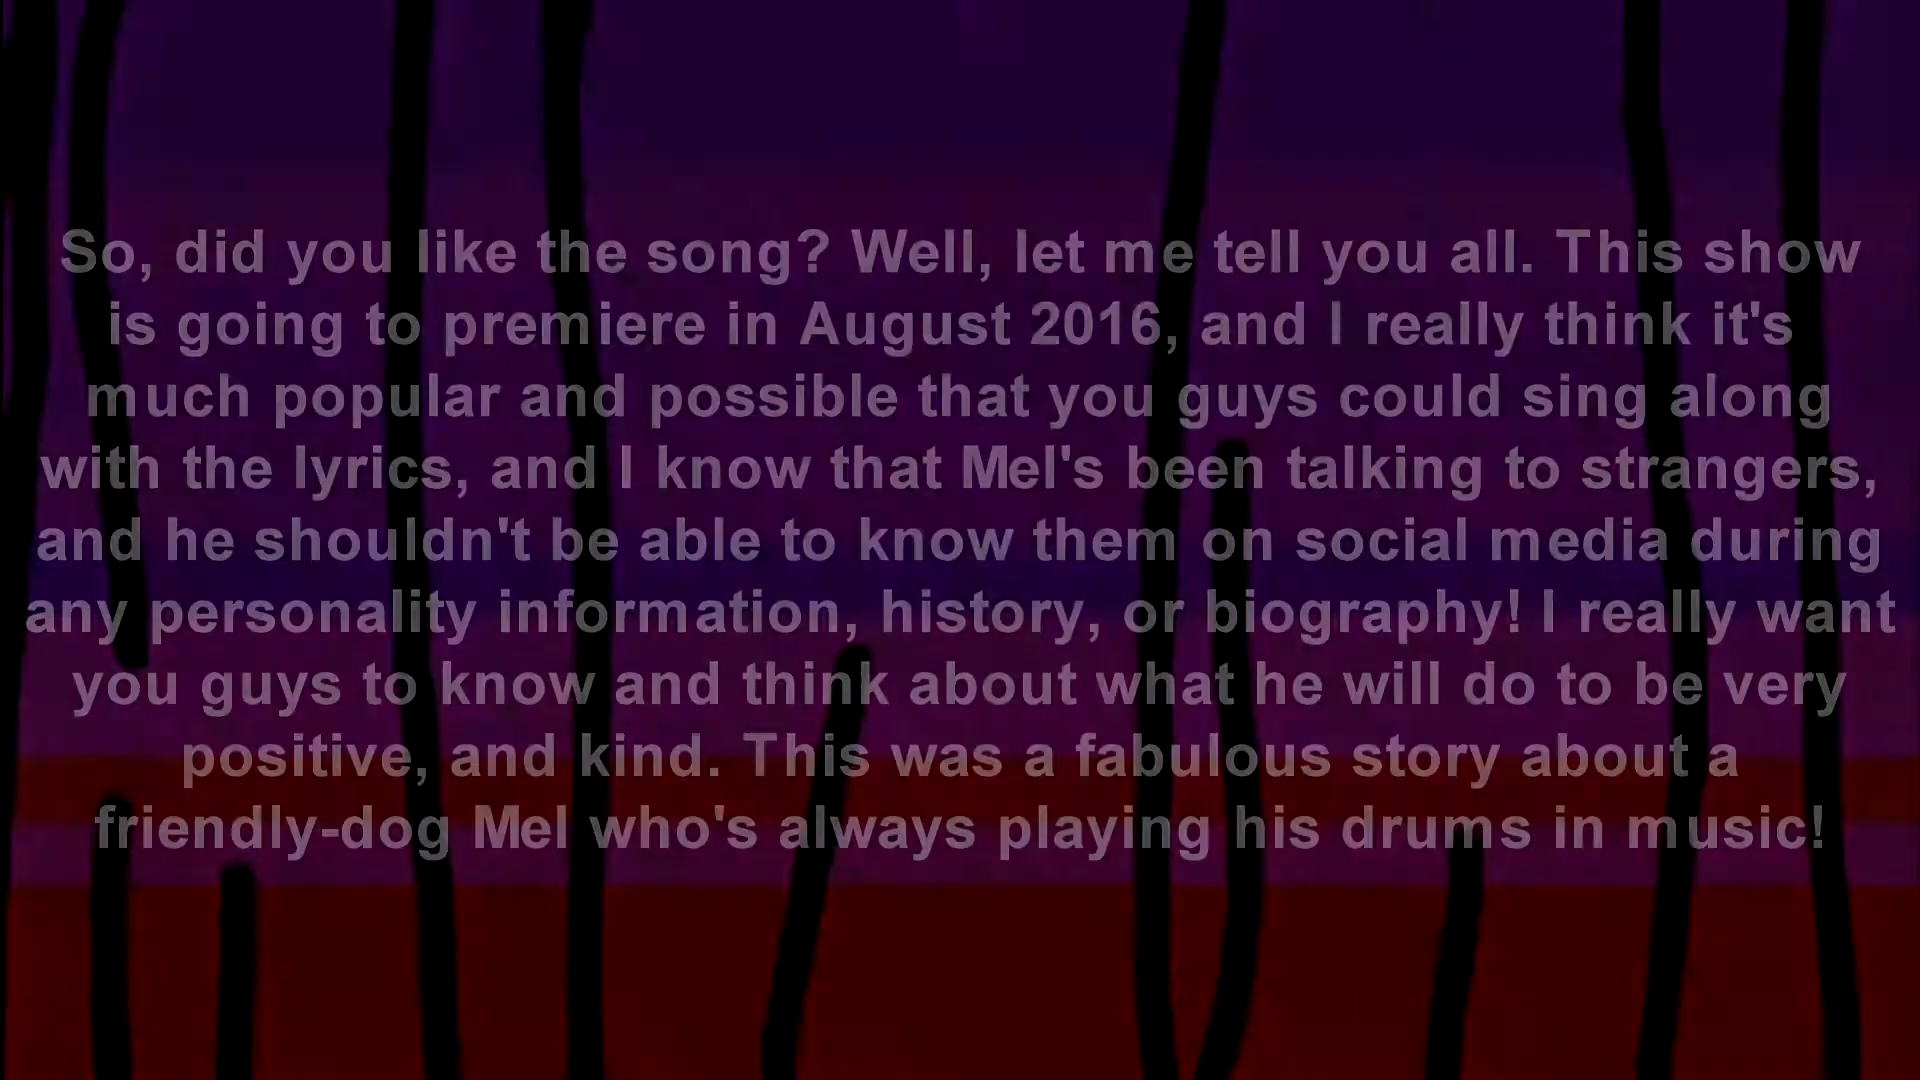 So, did you like the song? Well, let me tell you all. This show
is going to premiere in August 2016, and I really think it's
much popular and possible that you guys could sing along
with the lyrics, and I know that Mel's been talking to strangers,
and he shouldn't be able to know them on social media during
any personality information, history, or biography! I really want
you guys to know and think about what he will do to be very
positive, and kind. This was a fabulous story about a
friendly-dog Mel who's always playing his drums in music!